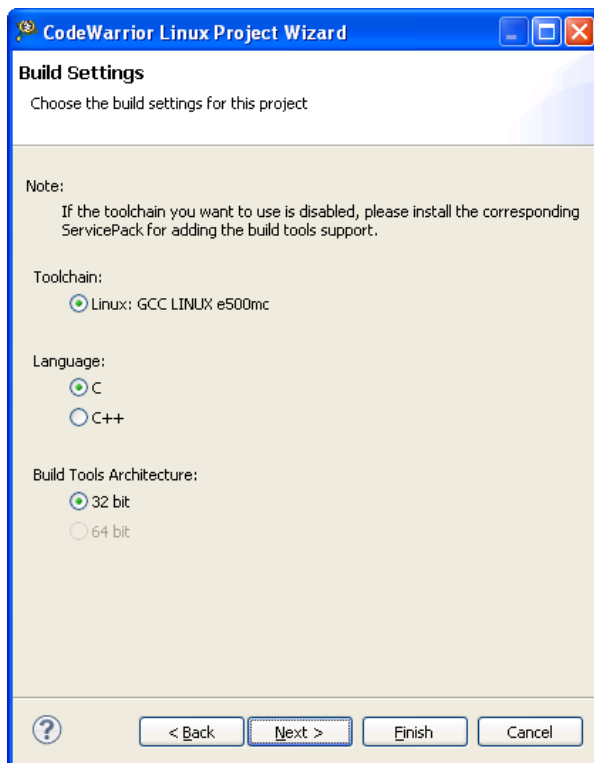 CodeWarrior Linux Project Wizard
Build Settings
Choose the build settings for this project
Note:
If the toolchain you want to use is disabled, please install the corresponding
ServicePack for adding the build tools support.
Toolchain:
Linux: GCC LINUX e500mc
Language:
C
C++
Build Tools Architecture:
32 bit
64 bit
?
< Back
Next >
Finish
Cancel